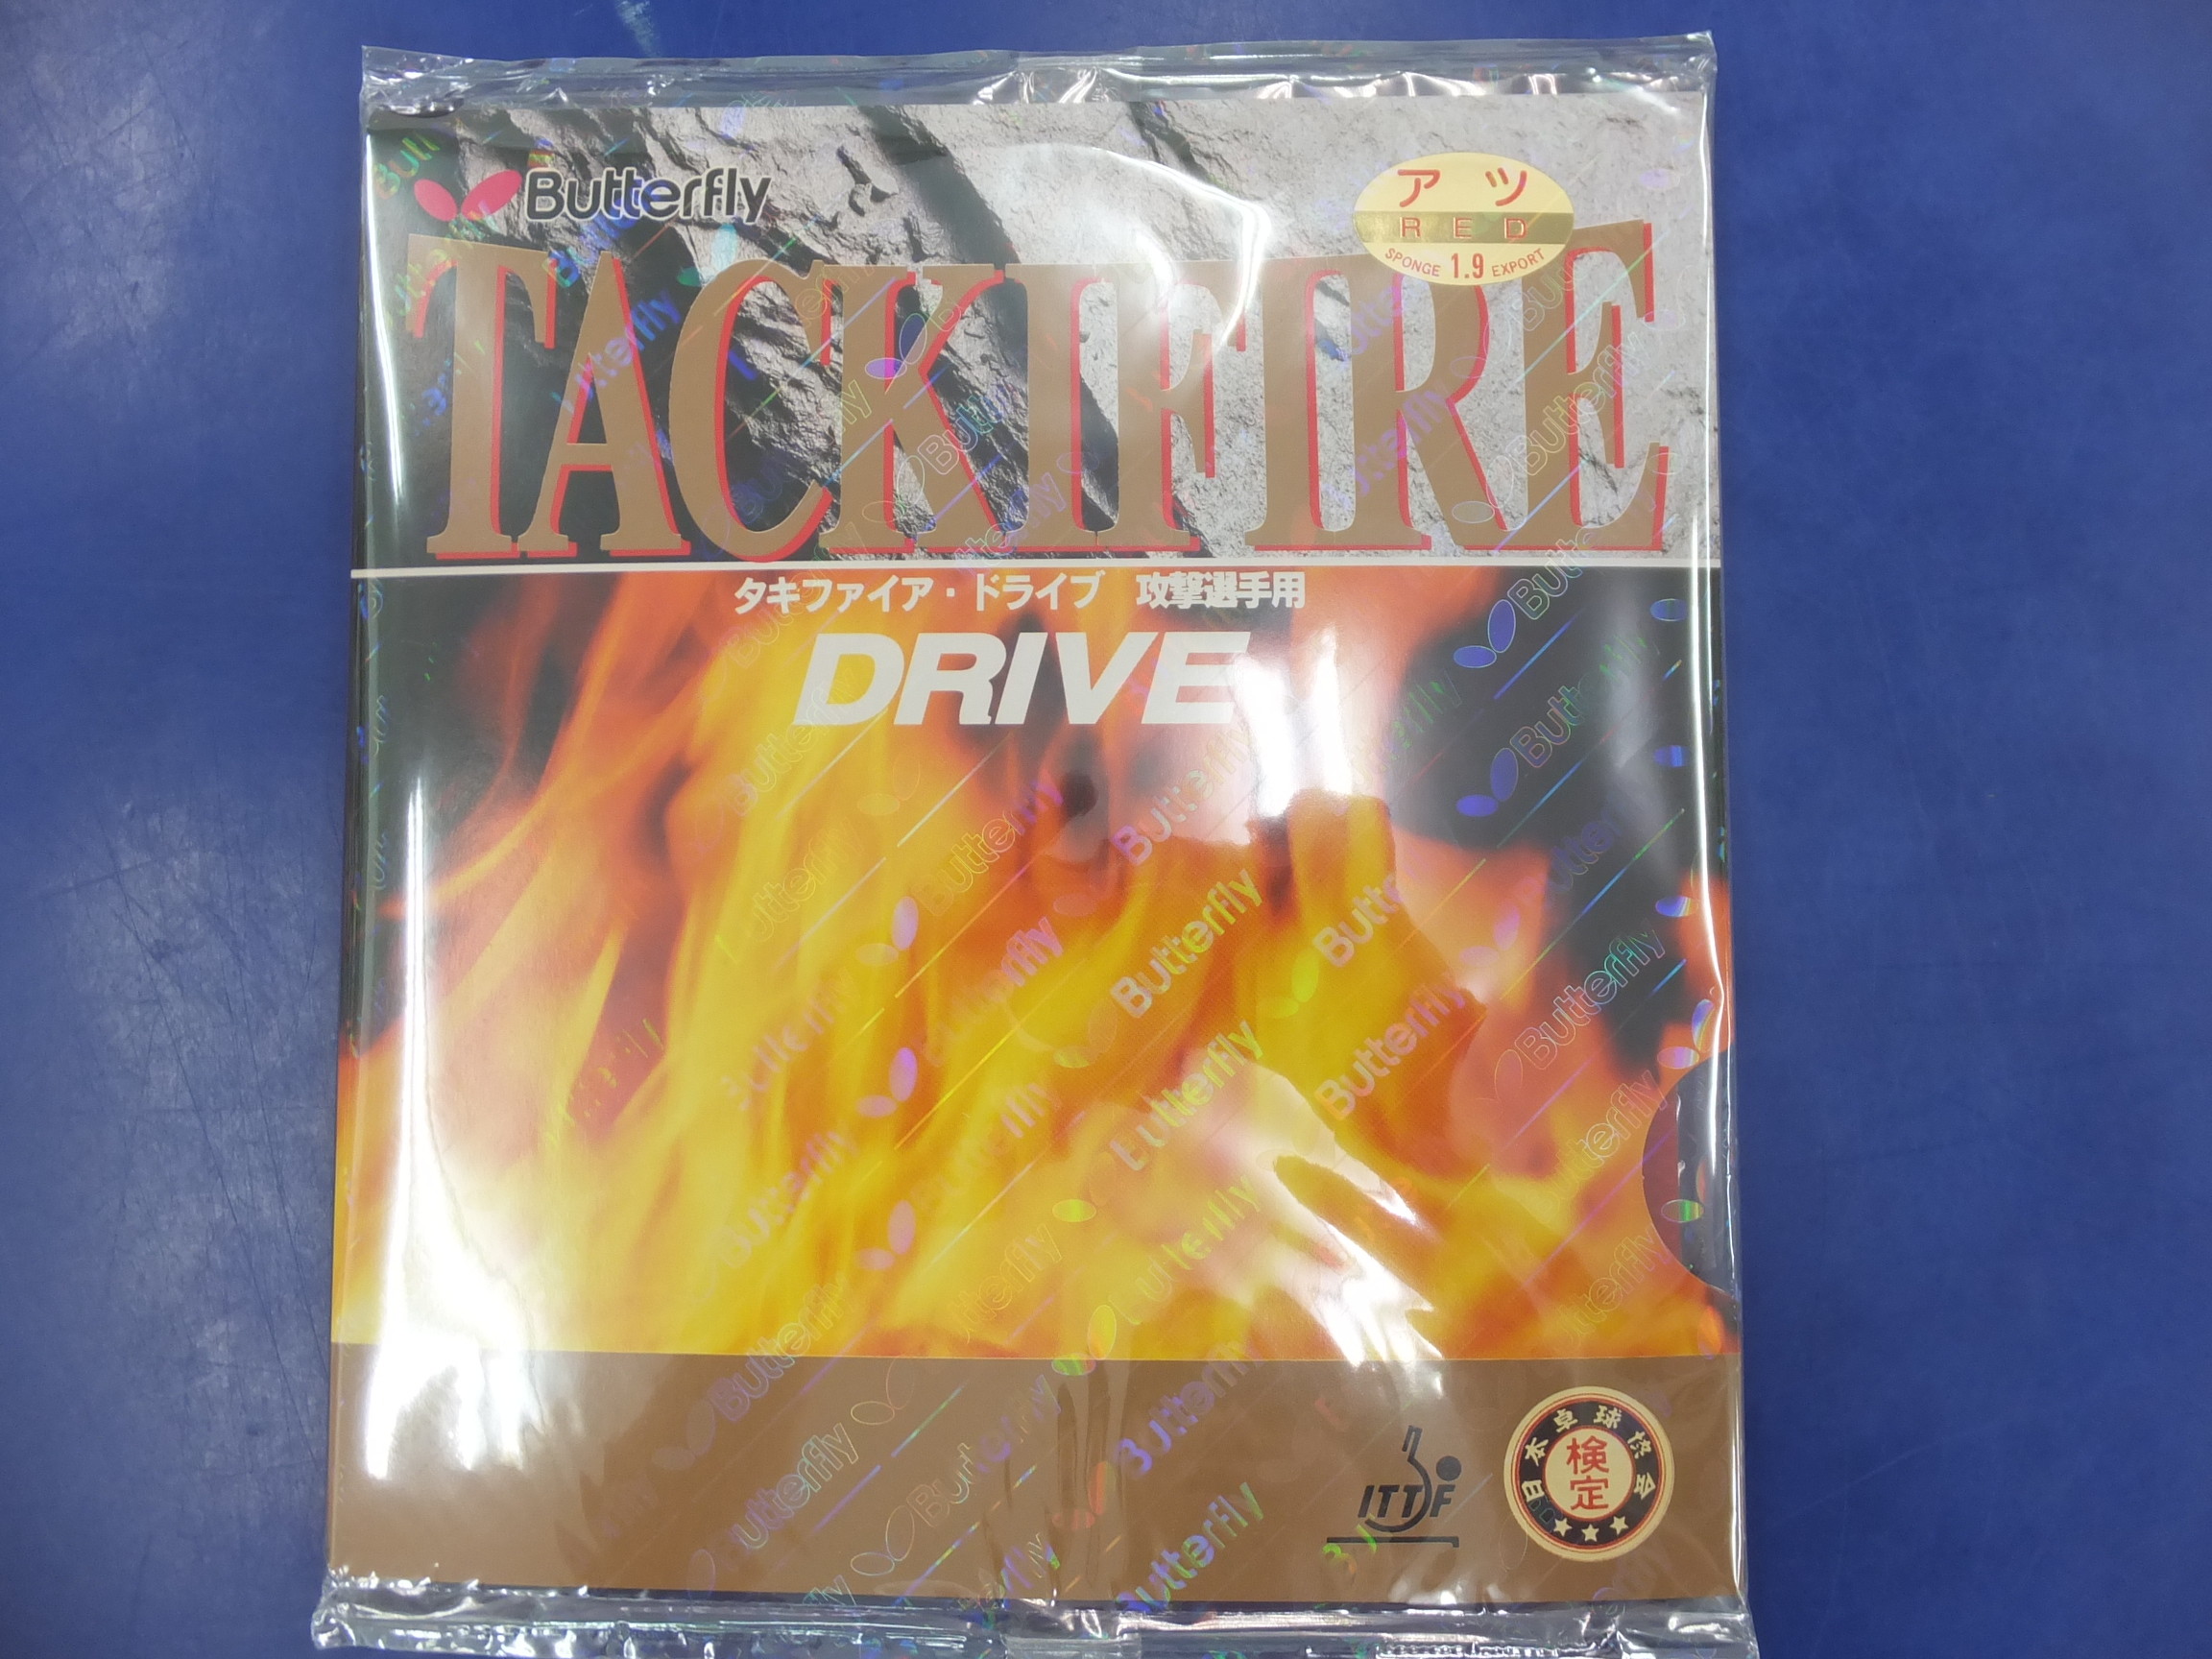 Butterfly
アツ
RED
SPONGE 1.9 EXPORT
TACKIFIRE
タキファイア・ドライブ 攻撃選手用
DRIVE
ITTF
日本卓球協会
検定